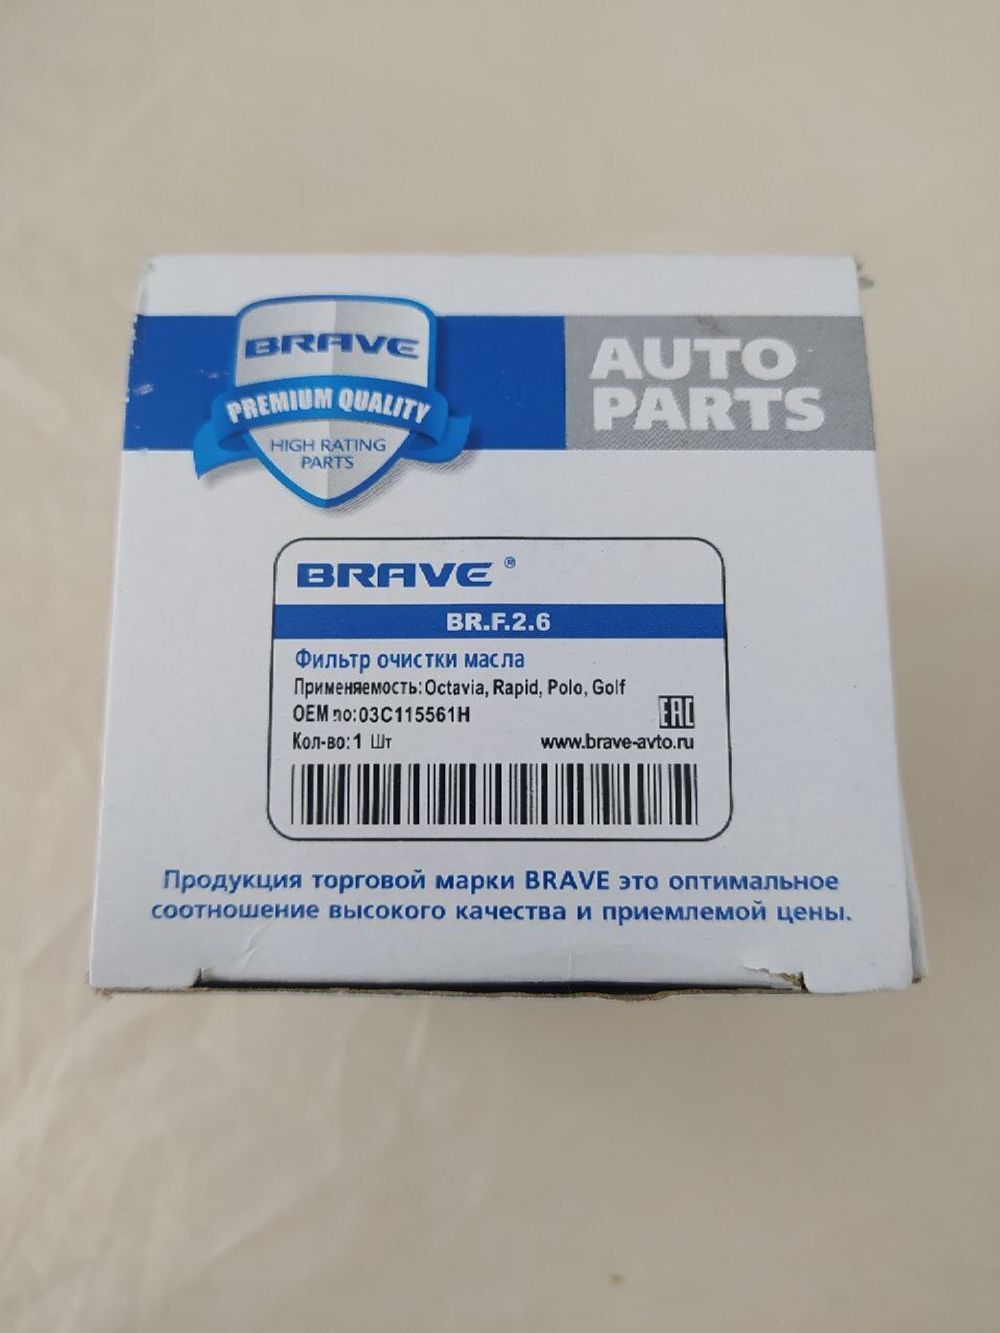 BRAVE
PREMIUM QUALITY
HIGH RATING
PARTS
AUTO
PARTS
BRAVE ®
BR.F.2.6
Фильтр очистки масла
Применяемость: Octavia, Rapid, Polo, Golf
OEM no: 03C115561H
EAC
Кол-во: 1 Шт
www.brave-avto.ru
Продукция торговой марки BRAVE это оптимальное
соотношение высокого качества и приемлемой цены.